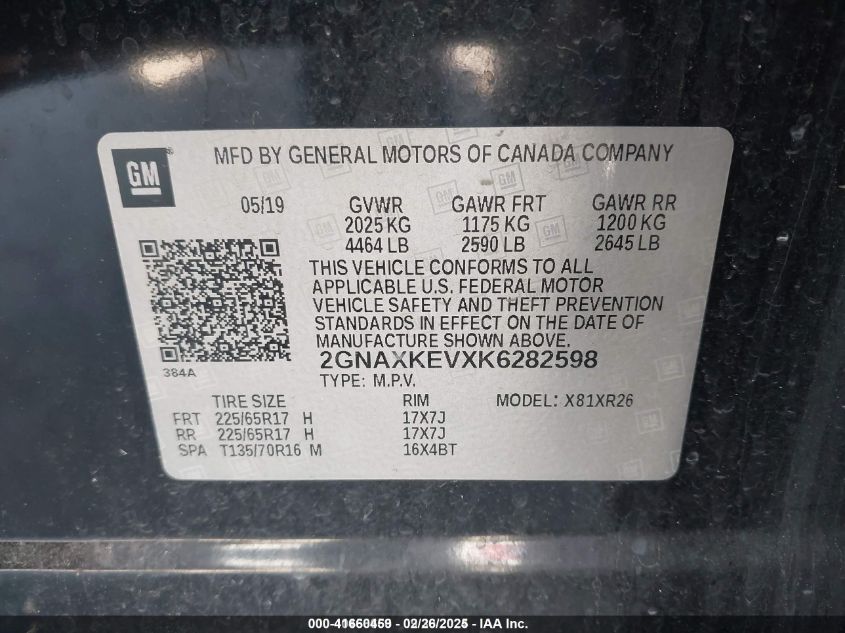 GM
MFD BY GENERAL MOTORS OF CANADA COMPANY
05/19 GVWR GAWR FRT GAWR RR
2025 KG 1175 KG 1200 KG
4464 LB 2590 LB 2645 LB
THIS VEHICLE CONFORMS TO ALL
APPLICABLE U.S. FEDERAL MOTOR
VEHICLE SAFETY AND THEFT PREVENTION
STANDARDS IN EFFECT ON THE DATE OF
MANUFACTURE SHOWN ABOVE.
384A
2GNAXKEVXK6282598
TYPE: M.P.V.
TIRE SIZE RIM MODEL: X81XR26
FRT 225/65R17 H 17X7J
RR 225/65R17 H 17X7J
SPA T135/70R16 M 16X4BT
000-41660459 - 02/26/2025 - IAA Inc.